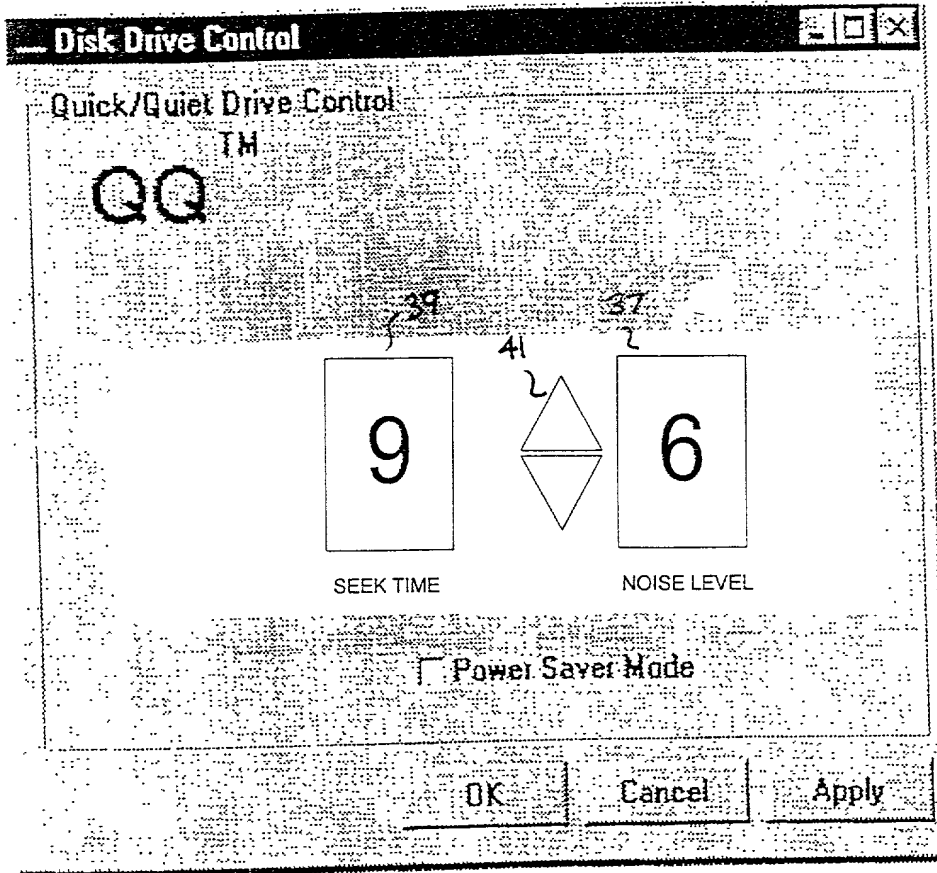 Disk Drive Control
Quick/Quiet Drive Control
TM
QQ
39
37
41
9
6
SEEK TIME
NOISE LEVEL
Power Saver Mode
OK
Cancel
Apply